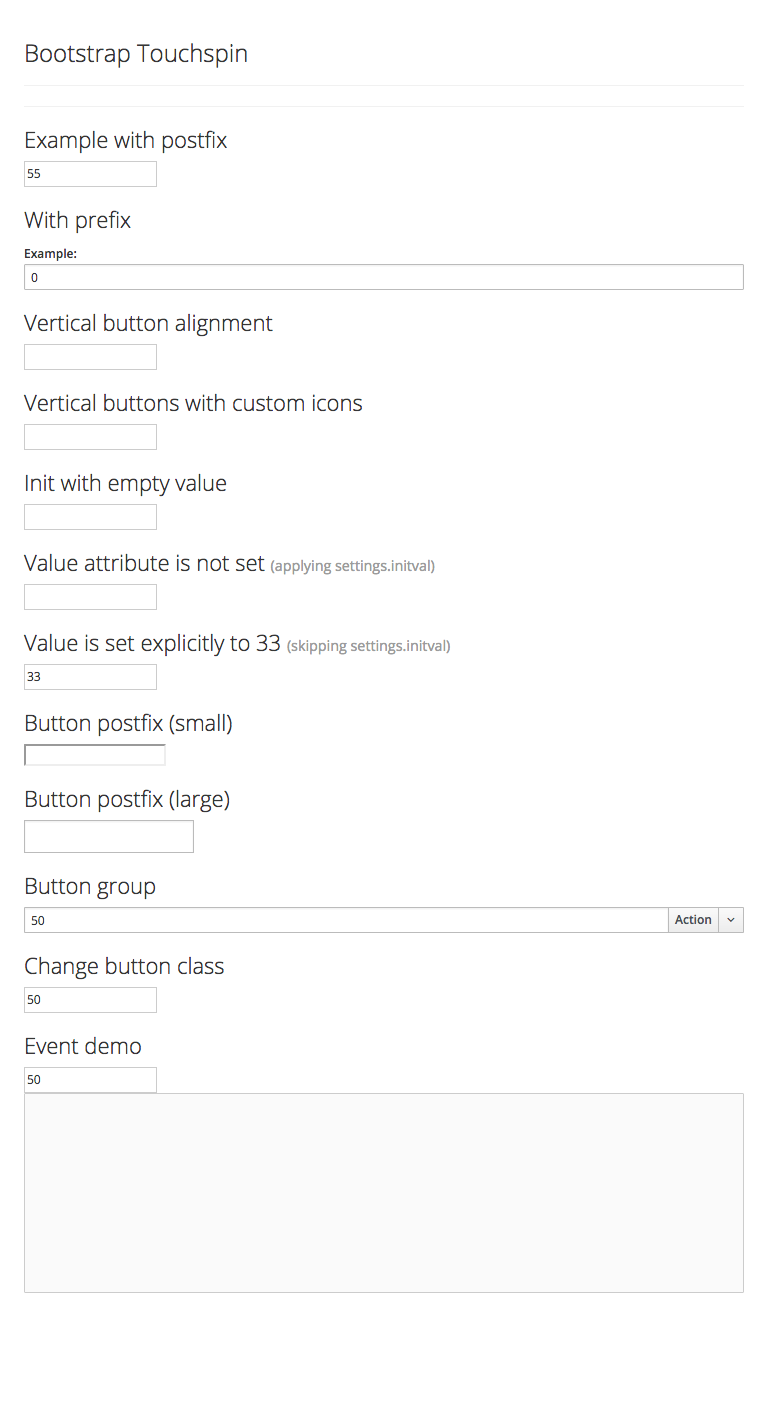 Bootstrap Touchspin
Example with postfix
55
With prefix
Example:
0
Vertical button alignment
Vertical buttons with custom icons
Init with empty value
Value attribute is not set (applying settings.initval)
Value is set explicitly to 33 (skipping settings.initval)
33
Button postfix (small)
Button postfix (large)
Button group
50 Action
Change button class
50
Event demo
50